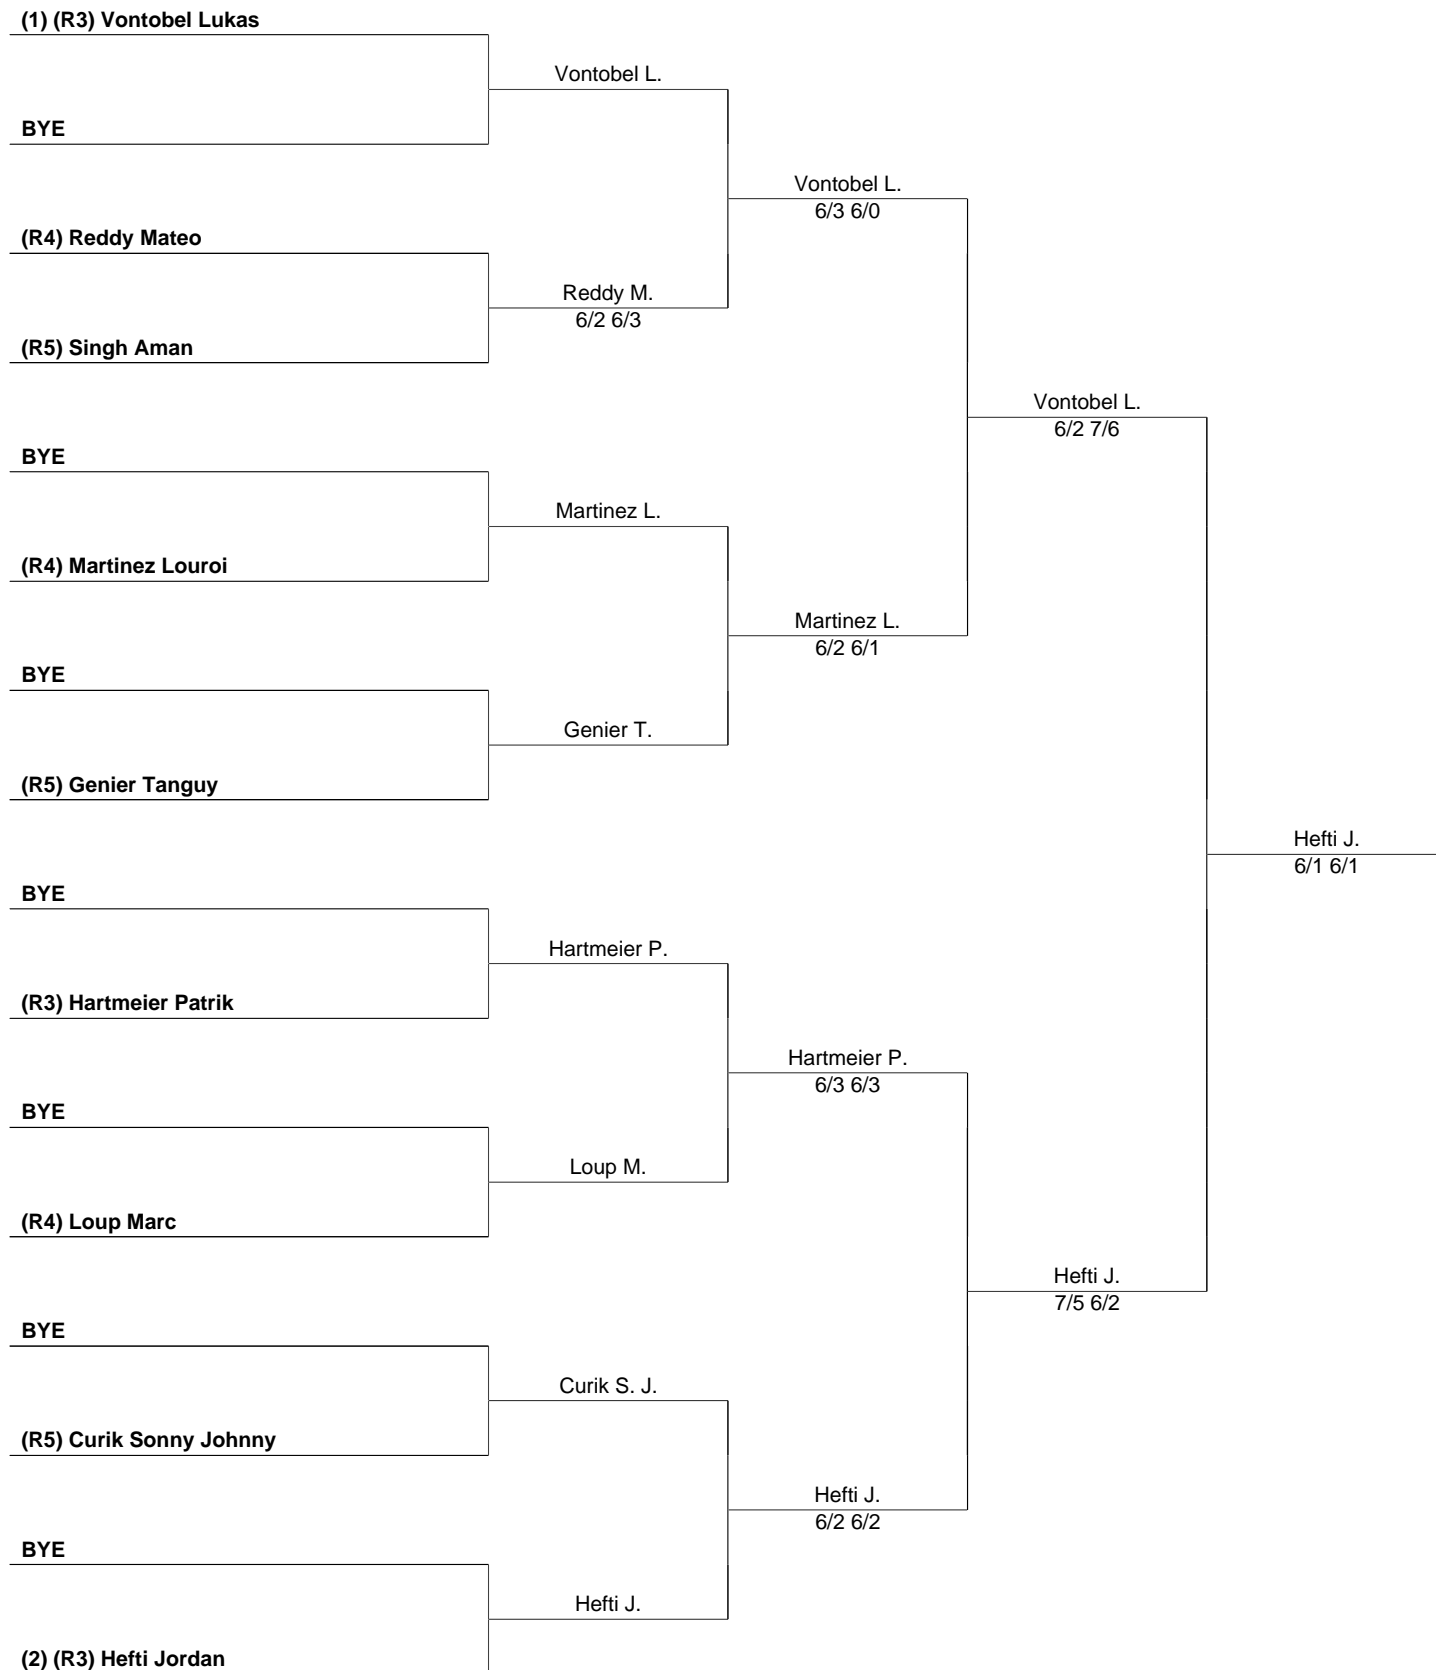 (1) (R3) Vontobel Lukas
Vontobel L.
BYE
Vontobel L.
6/3 6/0
(R4) Reddy Mateo
Reddy M.
6/2 6/3
(R5) Singh Aman
Vontobel L.
6/2 7/6
BYE
Martinez L.
(R4) Martinez Louroi
Martinez L.
6/2 6/1
BYE
Genier T.
(R5) Genier Tanguy
Hefti J.
6/1 6/1
BYE
Hartmeier P.
(R3) Hartmeier Patrik
Hartmeier P.
6/3 6/3
BYE
Loup M.
(R4) Loup Marc
Hefti J.
7/5 6/2
BYE
Curik S. J.
(R5) Curik Sonny Johnny
Hefti J.
6/2 6/2
BYE
Hefti J.
(2) (R3) Hefti Jordan